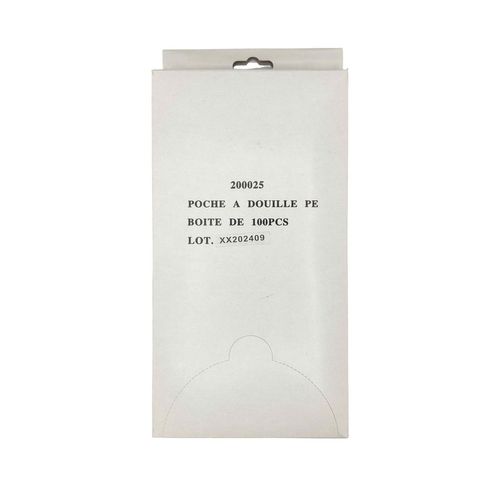 200025
POCHE A DOUILLE PE
BOITE DE 100PCS
LOT. XX202409